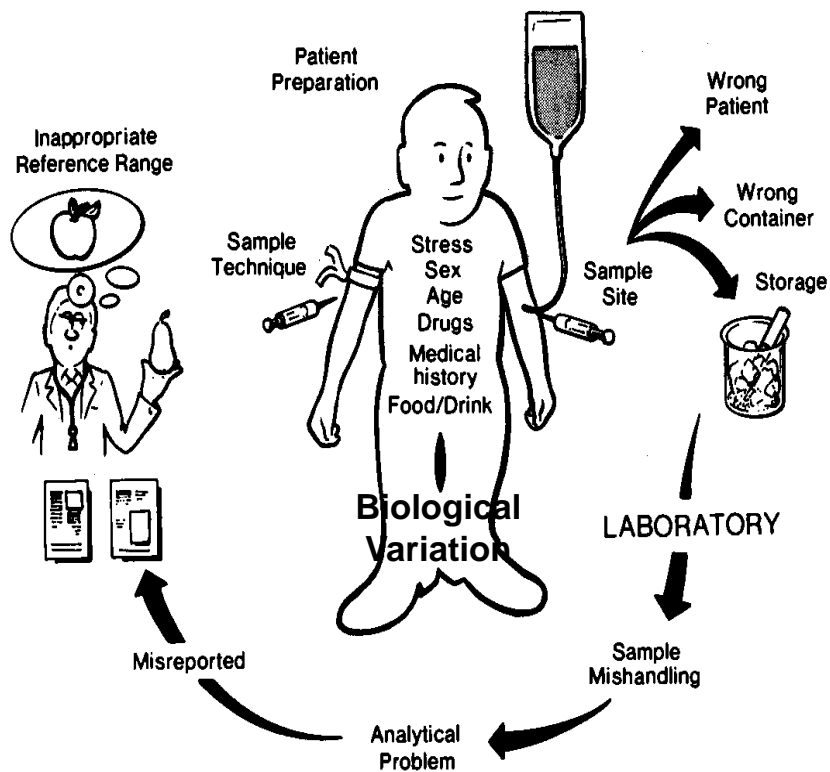 Patient
Preparation
Wrong
Patient
Inappropriate
Reference Range
Wrong
Container
Sample
Technique
Stress
Sex
Age
Drugs
Medical
history
Food/Drink
Sample
Site
Storage
Biological
Variation
LABORATORY
Sample
Mishandling
Misreported
Analytical
Problem